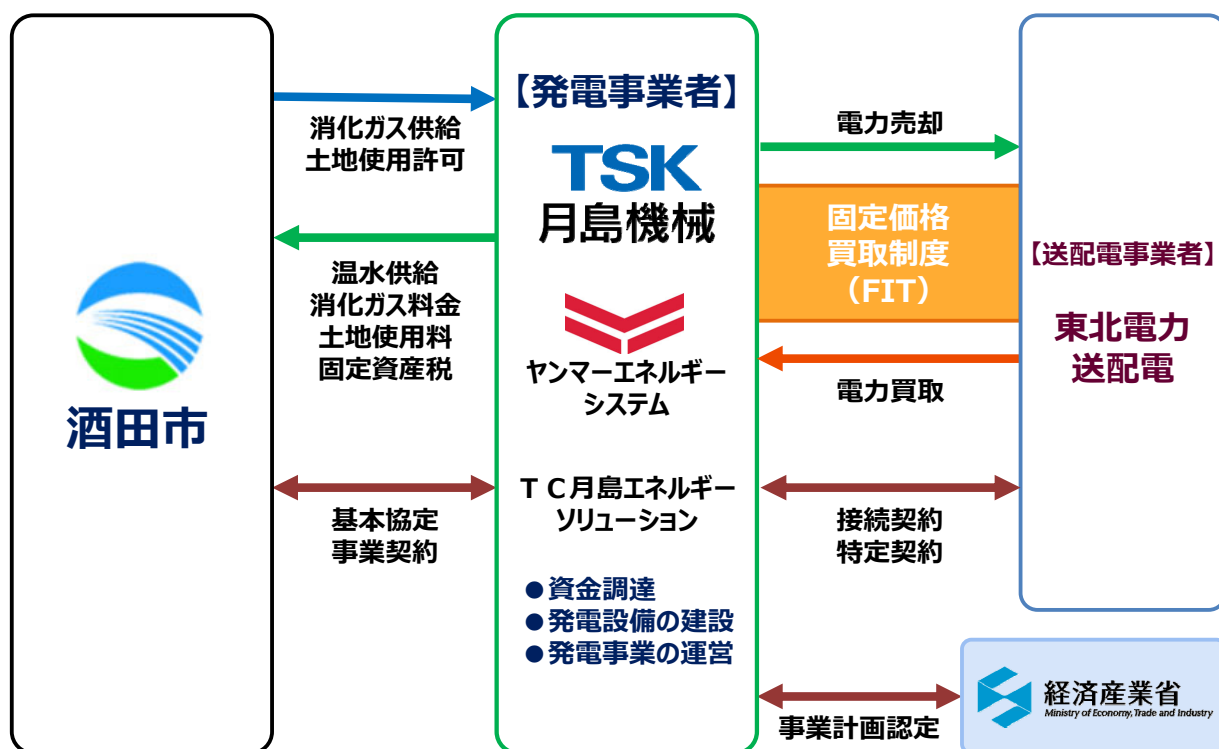 酒田市
消化ガス供給
土地使用許可
温水供給
消化ガス料金
土地使用料
固定資産税
基本協定
事業契約
【発電事業者】
TSK
月島機械
ヤンマーエネルギー
システム
ＴＣ月島エネルギー
ソリューション
●資金調達
●発電設備の建設
●発電事業の運営
電力売却
固定価格
買取制度
（FIT）
電力買取
接続契約
特定契約
事業計画認定
【送配電事業者】
東北電力
送配電
経済産業省
Ministry of Economy, Trade and Industry